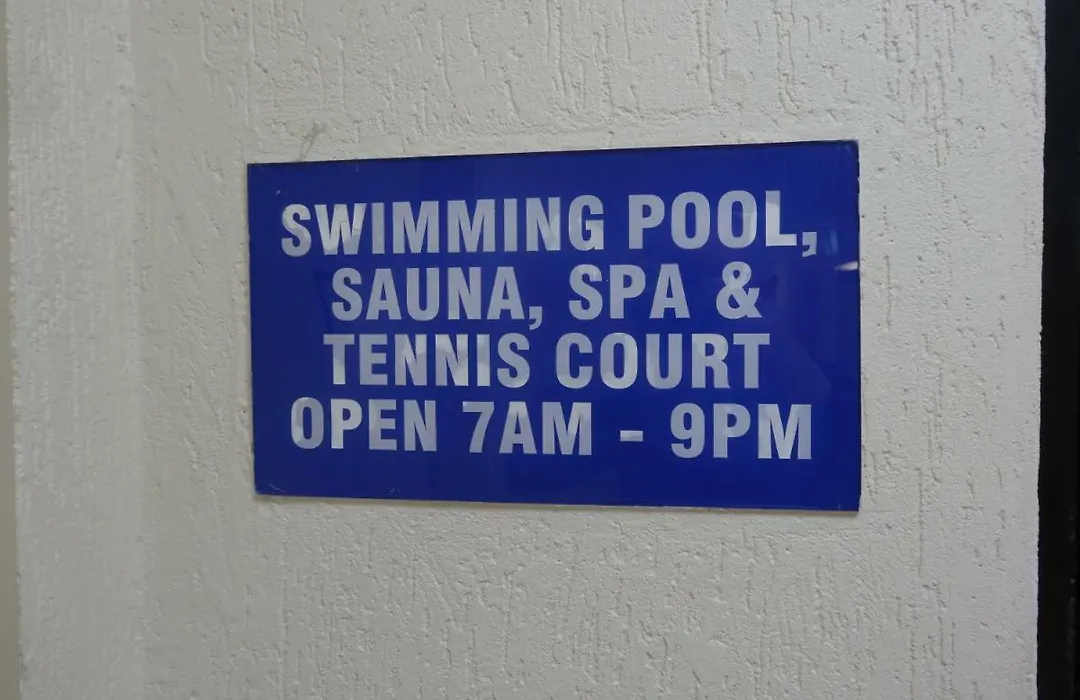 SWIMMING POOL,
SAUNA, SPA &
TENNIS COURT
OPEN 7AM - 9PM